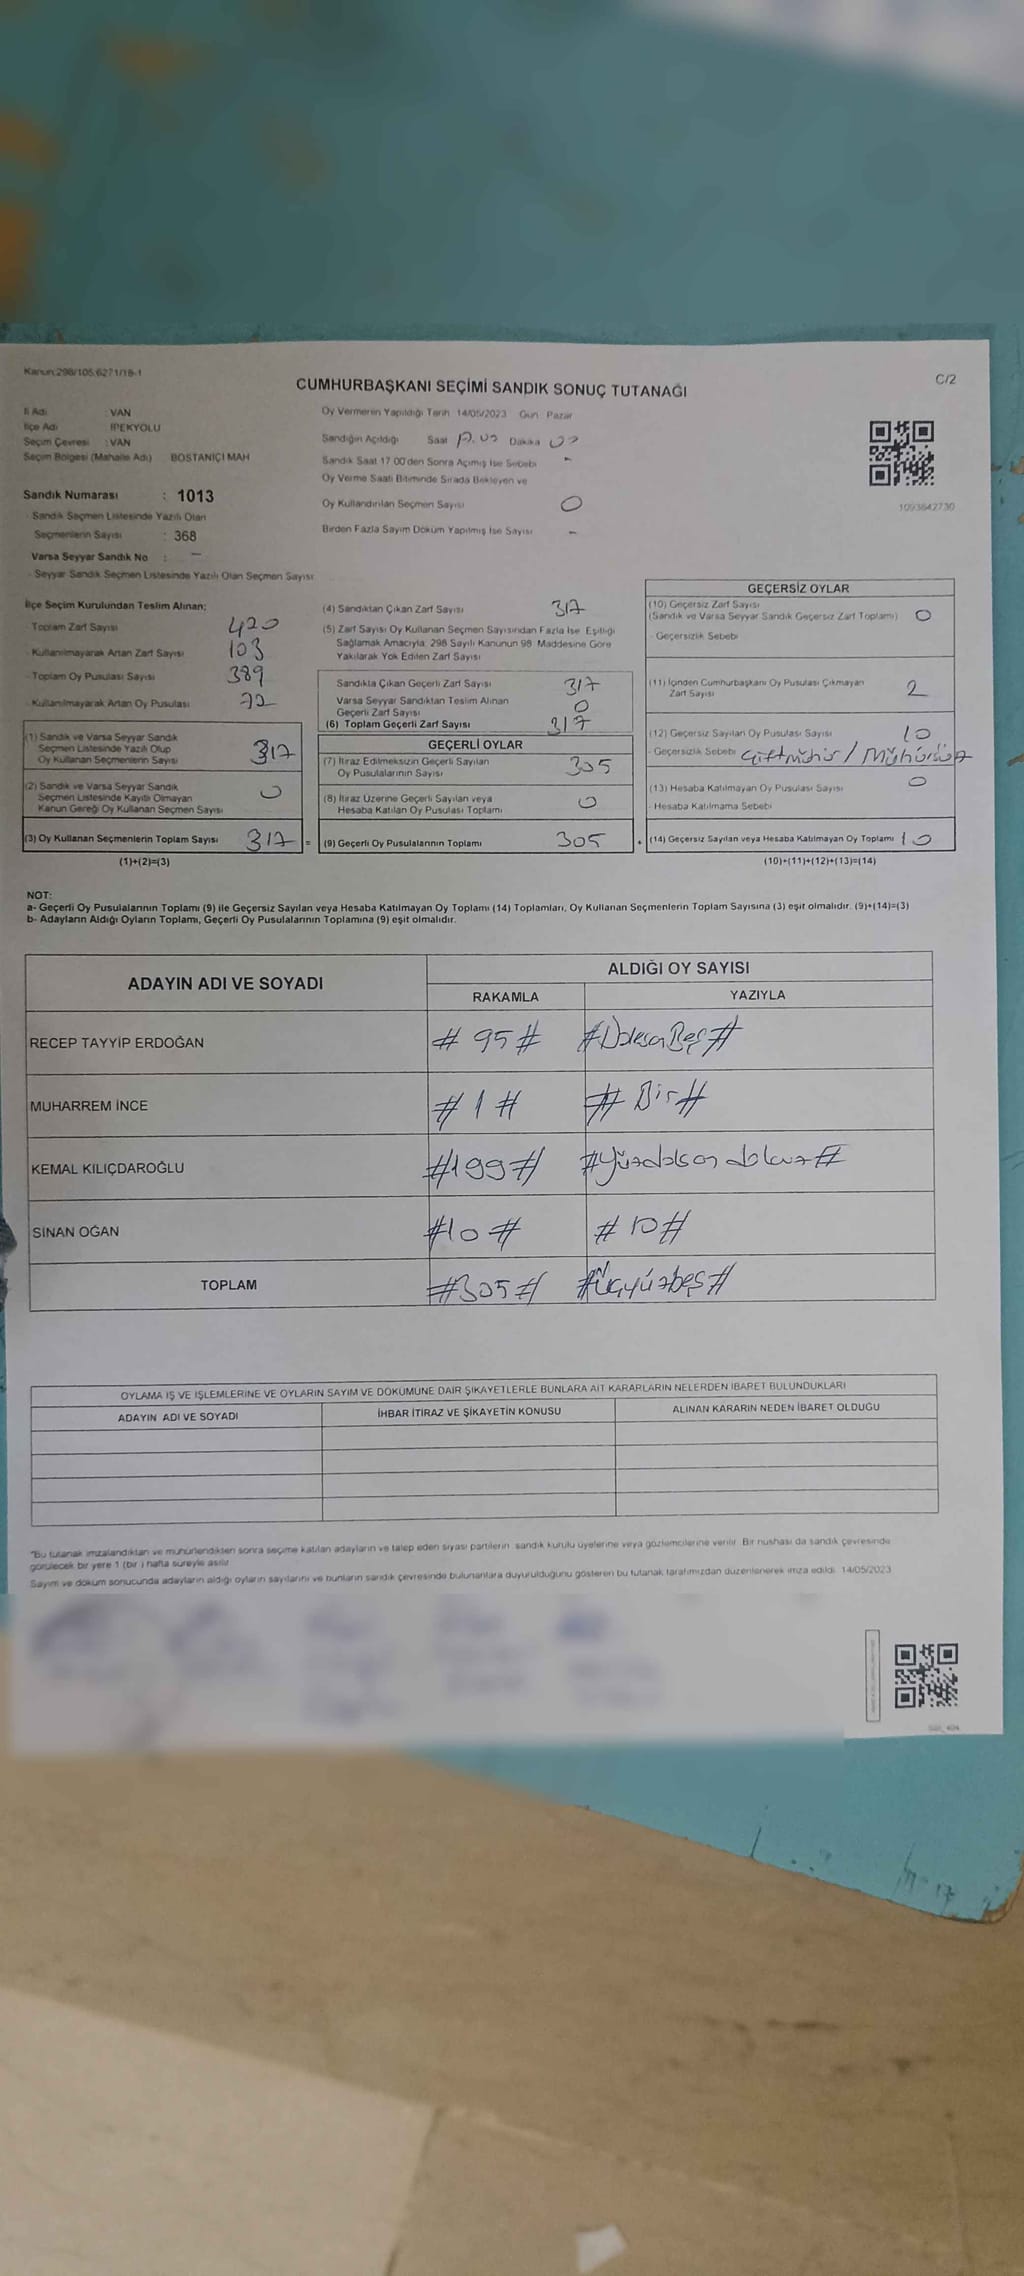 Kanun:298/105,6271/18-1
C/2
CUMHURBAŞKANI SEÇİMİ SANDIK SONUÇ TUTANAĞI
İl Adı : VAN
İlçe Adı : İPEKYOLU
Seçim Çevresi : VAN
Seçim Bölgesi (Mahalle Adı) BOSTANİÇİ MAH
Sandık Numarası : 1013
- Sandık Seçmen Listesinde Yazılı Olan
Seçmenlerin Sayısı : 368
Varsa Seyyar Sandık No : -
- Seyyar Sandık Seçmen Listesinde Yazılı Olan Seçmen Sayısı
Oy Vermenin Yapıldığı Tarih: 14/05/2023 Gün: Pazar
Sandığın Açıldığı Saat Dakika
Sandık Saat 17:00'den Sonra Açımış İse Sebebi -
Oy Verme Saati Bitiminde Sırada Bekleyen ve
Oy Kullandırılan Seçmen Sayısı 0
Birden Fazla Sayım Döküm Yapılmış İse Sayısı -
1093642730
İlçe Seçim Kurulundan Teslim Alınan;
- Toplam Zarf Sayısı 420
- Kullanılmayarak Artan Zarf Sayısı 103
- Toplam Oy Pusulası Sayısı 389
- Kullanılmayarak Artan Oy Pusulası 72
(1) Sandık ve Varsa Seyyar Sandık
Seçmen Listesinde Yazılı Olup
Oy Kullanan Seçmenlerin Sayısı 317
(2) Sandık ve Varsa Seyyar Sandık
Seçmen Listesinde Kayıtlı Olmayan
Kanun Gereği Oy Kullanan Seçmen Sayısı 0
(3) Oy Kullanan Seçmenlerin Toplam Sayısı 317 =
(1)+(2)=(3)
(4) Sandıktan Çıkan Zarf Sayısı 317
(5) Zarf Sayısı Oy Kullanan Seçmen Sayısından Fazla İse, Eşitliği
Sağlamak Amacıyla, 298 Sayılı Kanunun 98. Maddesine Göre
Yakılarak Yok Edilen Zarf Sayısı
Sandıkta Çıkan Geçerli Zarf Sayısı 317
Varsa Seyyar Sandıktan Teslim Alınan
Geçerli Zarf Sayısı 0
(6) Toplam Geçerli Zarf Sayısı 317
GEÇERLİ OYLAR
(7) İtiraz Edilmeksizin Geçerli Sayılan
Oy Pusulalarının Sayısı 305
(8) İtiraz Üzerine Geçerli Sayılan veya
Hesaba Katılan Oy Pusulası Toplamı 0
(9) Geçerli Oy Pusulalarının Toplamı 305 +
GEÇERSİZ OYLAR
(10) Geçersiz Zarf Sayısı
(Sandık ve Varsa Seyyar Sandık Geçersiz Zarf Toplamı) 0
- Geçersizlik Sebebi
(11) İçinden Cumhurbaşkanı Oy Pusulası Çıkmayan
Zarf Sayısı 2
(12) Geçersiz Sayılan Oy Pusulası Sayısı 10
- Geçersizlik Sebebi Çiftmühür / Mühürsüz
(13) Hesaba Katılmayan Oy Pusulası Sayısı 0
- Hesaba Katılmama Sebebi
(14) Geçersiz Sayılan veya Hesaba Katılmayan Oy Toplamı 10
(10)+(11)+(12)+(13)=(14)
NOT:
a- Geçerli Oy Pusulalarının Toplamı (9) ile Geçersiz Sayılan veya Hesaba Katılmayan Oy Toplamı (14) Toplamları, Oy Kullanan Seçmenlerin Toplam Sayısına (3) eşit olmalıdır. (9)+(14)=(3)
b- Adayların Aldığı Oyların Toplamı, Geçerli Oy Pusulalarının Toplamına (9) eşit olmalıdır.
ADAYIN ADI VE SOYADI ALDIĞI OY SAYISI
RAKAMLA YAZIYLA
RECEP TAYYİP ERDOĞAN # 95 # #DoksanBeş#
MUHARREM İNCE # 1 # # Bir#
KEMAL KILIÇDAROĞLU #199# #Yüzdoksan dokuz#
SİNAN OĞAN #10 # # 10 #
TOPLAM #305 # #Üçyüzbeş#
OYLAMA İŞ VE İŞLEMLERİNE VE OYLARIN SAYIM VE DÖKÜMÜNE DAİR ŞİKAYETLERLE BUNLARA AİT KARARLARIN NELERDEN İBARET BULUNDUKLARI
ADAYIN ADI VE SOYADI İHBAR İTİRAZ VE ŞİKAYETİN KONUSU ALINAN KARARIN NEDEN İBARET OLDUĞU
"Bu tutanak imzalandıktan ve mühürlendikten sonra seçime katılan adayların ve talep eden siyasi partilerin sandık kurulu üyelerine veya gözlemcilerine verilir. Bir nushası da sandık çevresinde
görülecek bir yere 1 (bir ) hafta süreyle asılır.
Sayım ve döküm sonucunda adayların aldığı oyların sayılarını ve bunların sandık çevresinde bulunanlara duyurulduğunu gösteren bu tutanak tarafımızdan düzenlenerek imza edildi. 14/05/2023